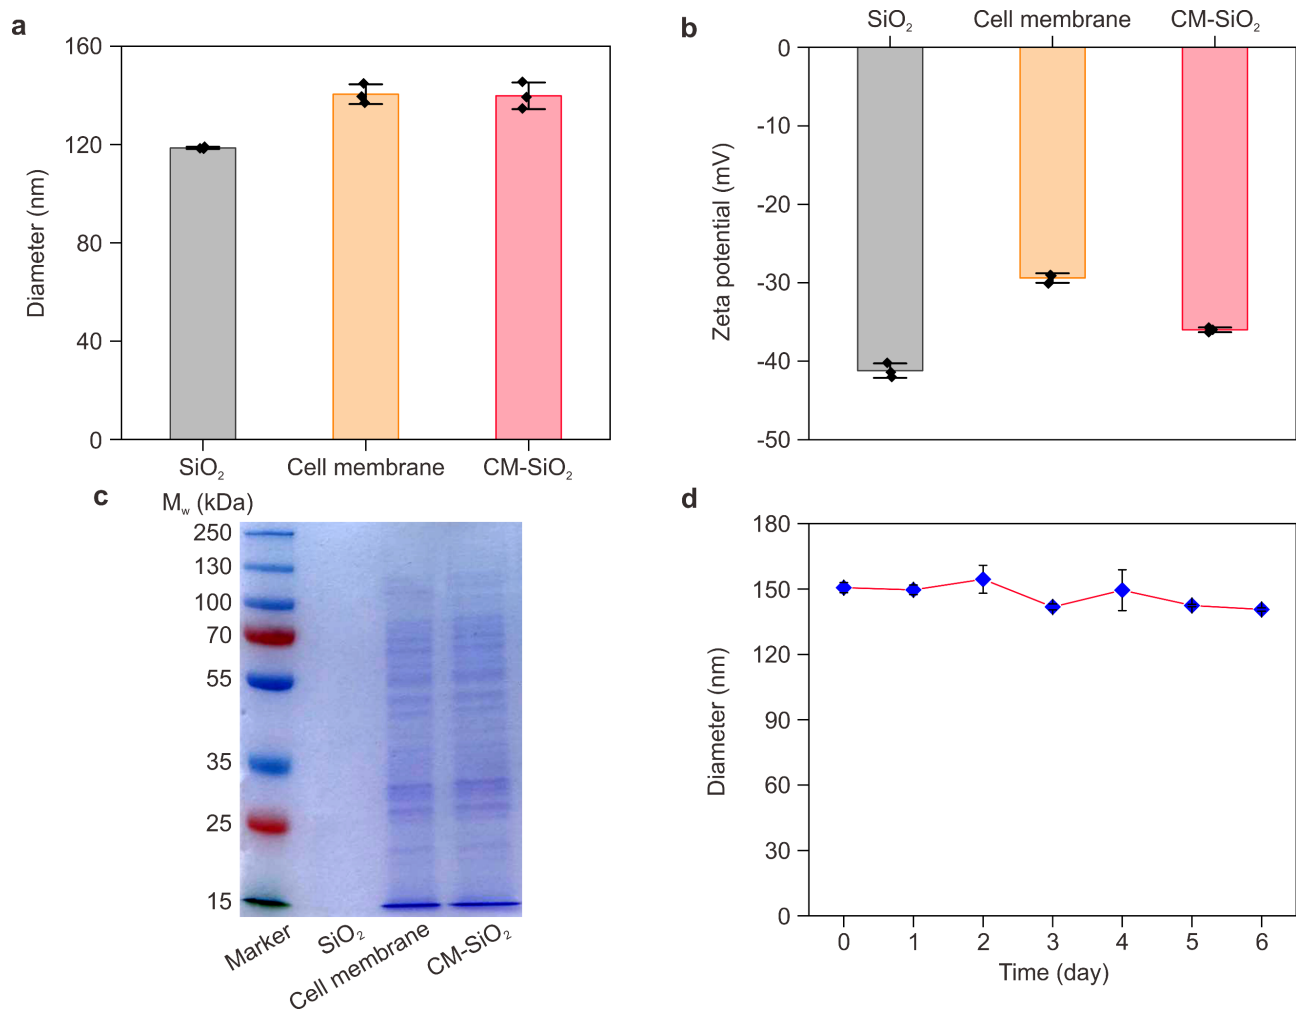 a
160
120
80
40
0
Diameter (nm)
SiO₂ Cell membrane CM-SiO₂
b
SiO₂ Cell membrane CM-SiO₂
0
-10
-20
-30
-40
-50
Zeta potential (mV)
c
M_w (kDa)
250
130
100
70
55
35
25
15
Marker
SiO₂
Cell membrane
CM-SiO₂
d
180
150
120
90
60
30
0
Diameter (nm)
0 1 2 3 4 5 6
Time (day)